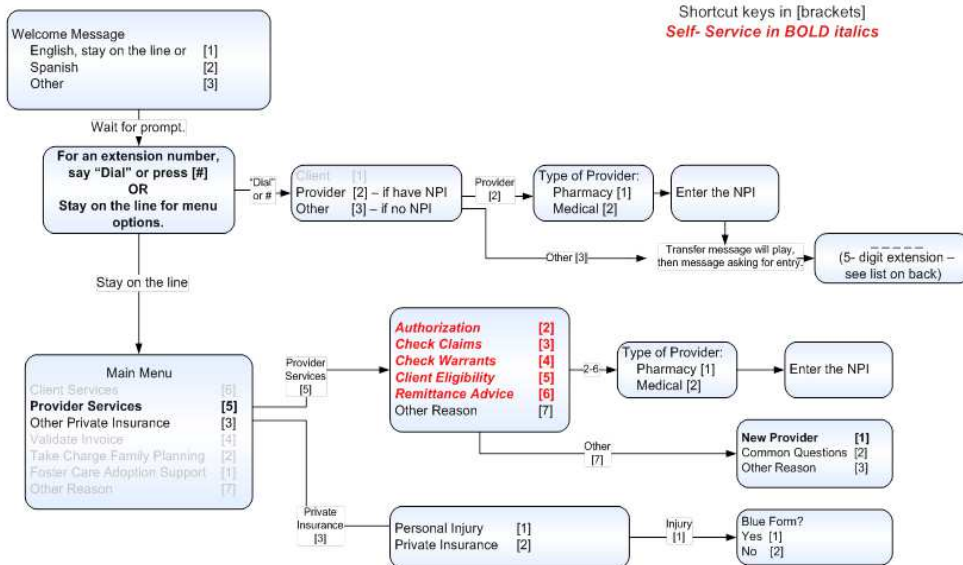 Shortcut keys in [brackets]
Self- Service in BOLD italics
Welcome Message
English, stay on the line or [1]
Spanish [2]
Other [3]
Wait for prompt.
For an extension number,
say “Dial” or press [#]
OR
Stay on the line for menu
options.
“Dial”
or #
Client [1]
Provider [2] – if have NPI
Other [3] – if no NPI
Provider
[2]
Type of Provider:
Pharmacy [1]
Medical [2]
Enter the NPI
Other [3]
Transfer message will play,
then message asking for entry.
_ _ _ _ _
(5- digit extension –
see list on back)
Stay on the line
Main Menu
Client Services [6]
Provider Services [5]
Other Private Insurance [3]
Validate Invoice [4]
Take Charge Family Planning [2]
Foster Care Adoption Support [1]
Other Reason [7]
Provider
Services
[5]
Authorization [2]
Check Claims [3]
Check Warrants [4]
Client Eligibility [5]
Remittance Advice [6]
Other Reason [7]
2-6
Type of Provider:
Pharmacy [1]
Medical [2]
Enter the NPI
Other
[7]
New Provider [1]
Common Questions [2]
Other Reason [3]
Private
Insurance
[3]
Personal Injury [1]
Private Insurance [2]
Injury
[1]
Blue Form?
Yes [1]
No [2]